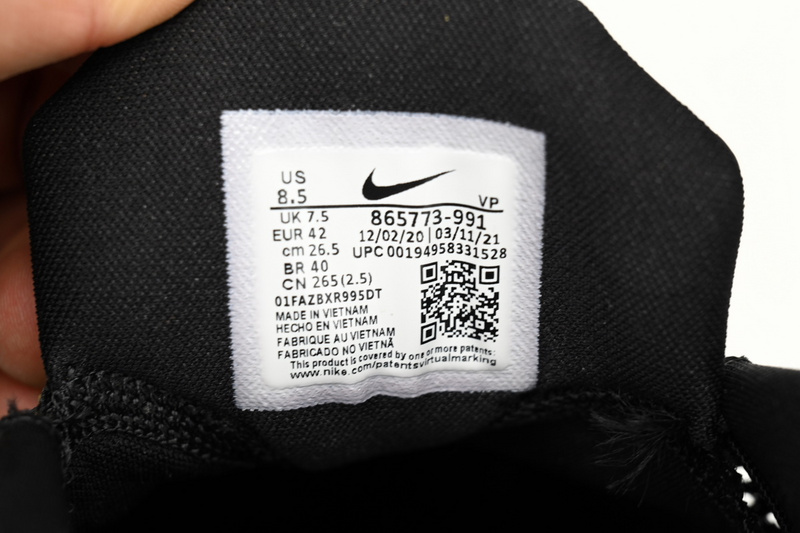 US
8.5
VP
UK 7.5
865773-991
EUR 42
12/02/20 | 03/11/21
cm 26.5
UPC 00194958331528
BR 40
CN 265(2.5)
01FAZBXR995DT
MADE IN VIETNAM
HECHO EN VIETNAM
FABRIQUE AU VIETNAM
FABRICADO NO VIETNÃ
This product is covered by one or more patents:
www.nike.com/patentsvirtualmarking